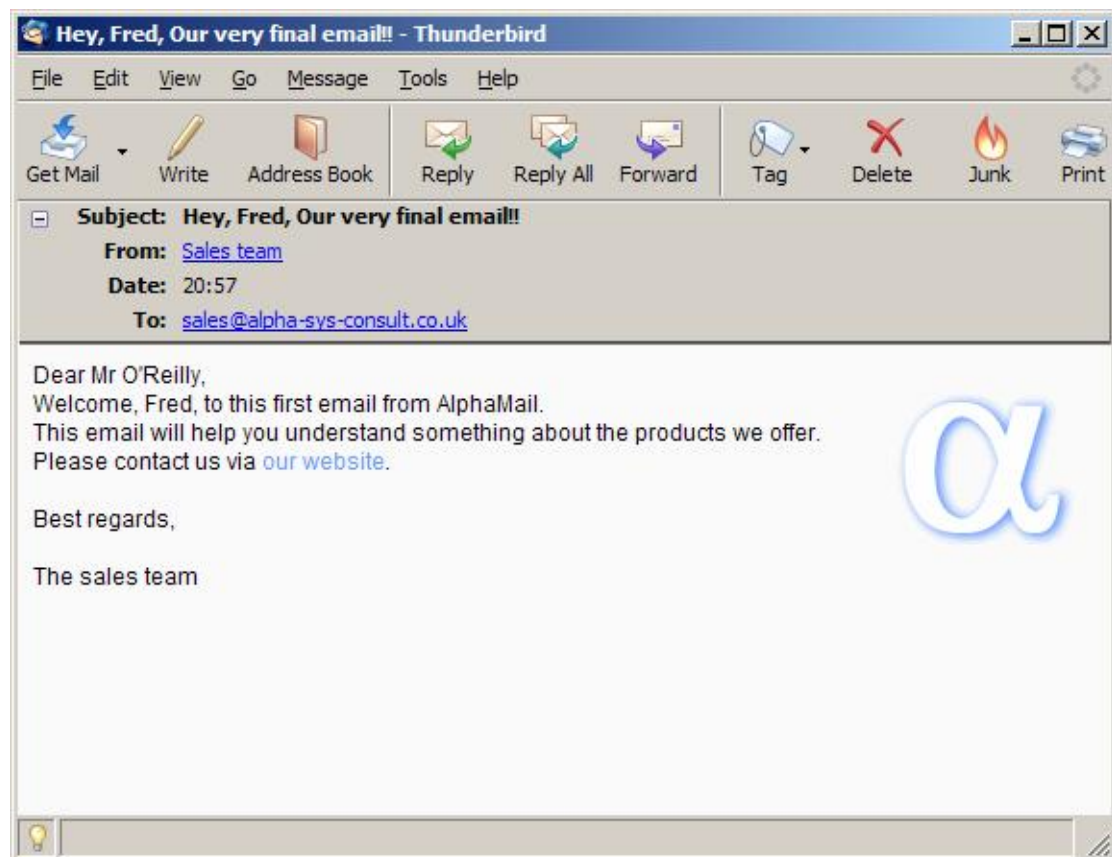 Hey, Fred, Our very final email!! - Thunderbird
File Edit View Go Message Tools Help
Get Mail Write Address Book Reply Reply All Forward Tag Delete Junk Print
Subject: Hey, Fred, Our very final email!!
From: Sales team
Date: 20:57
To: sales@alpha-sys-consult.co.uk
Dear Mr O'Reilly,
Welcome, Fred, to this first email from AlphaMail.
This email will help you understand something about the products we offer.
Please contact us via our website.
Best regards,
The sales team
α